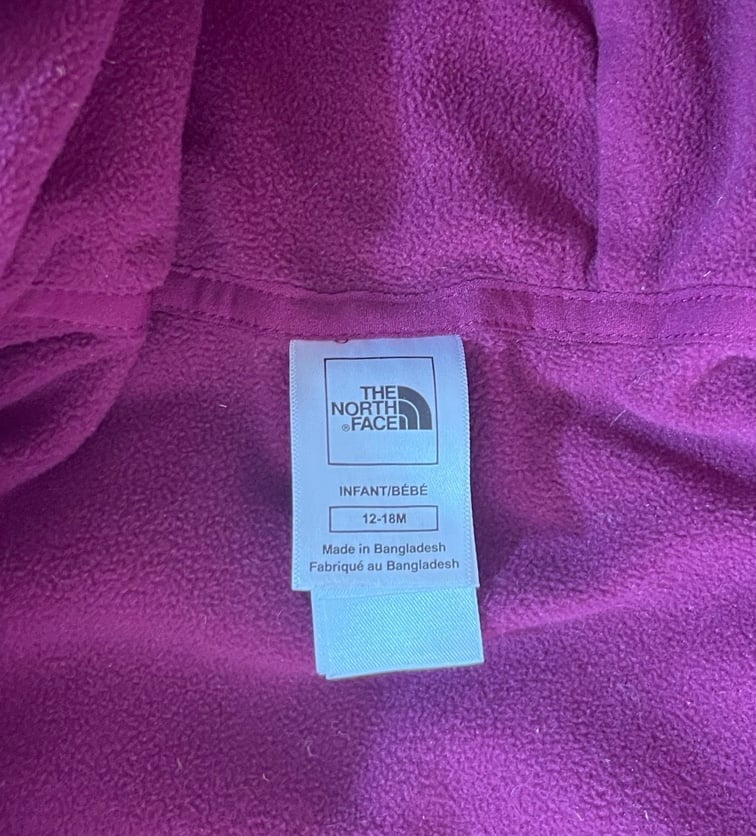 THE
NORTH
®FACE
INFANT/BÉBÉ
12-18M
Made in Bangladesh
Fabriqué au Bangladesh